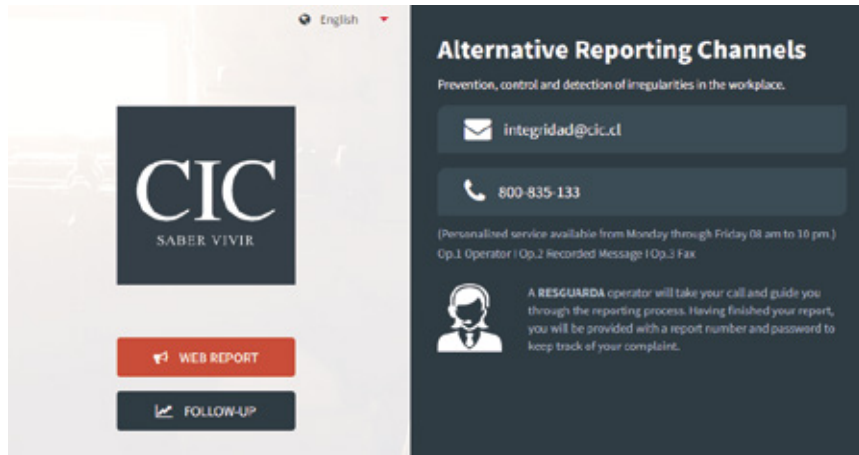 English
CIC
SABER VIVIR
WEB REPORT
FOLLOW-UP
Alternative Reporting Channels
Prevention, control and detection of irregularities in the workplace.
integridad@cic.cl
800-835-133
(Personalized service available from Monday through Friday 08 am to 10 pm.)
Op.1 Operator I Op.2 Recorded Message I Op.3 Fax
A RESGUARDA operator will take your call and guide you
through the reporting process. Having finished your report,
you will be provided with a report number and password to
keep track of your complaint.